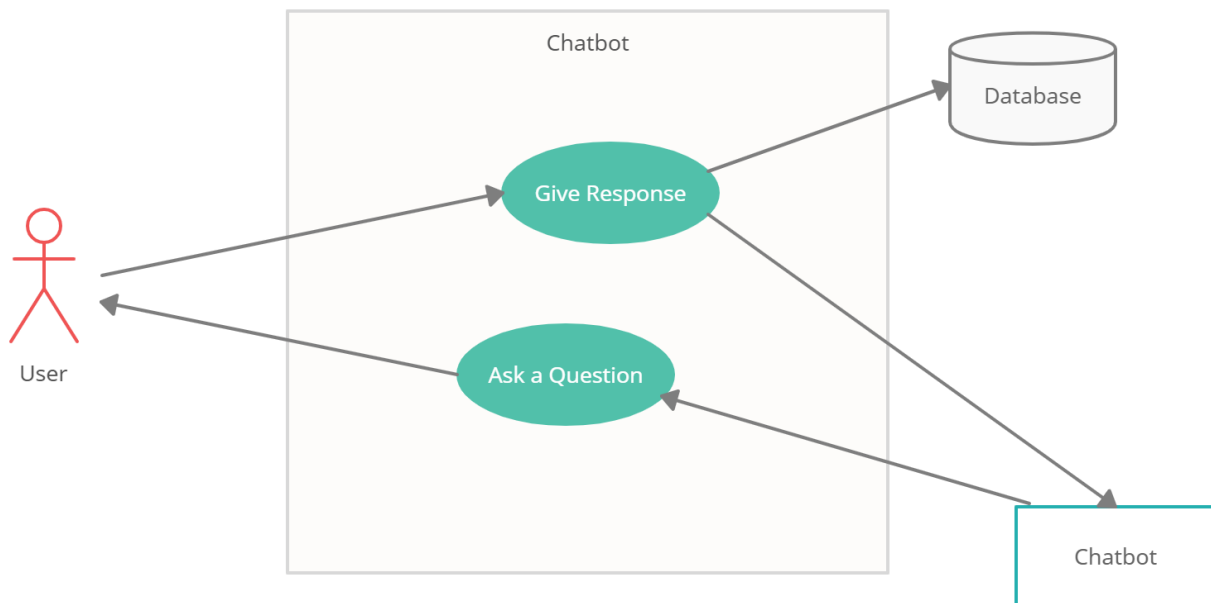 Chatbot
Database
Give Response
User
Ask a Question
Chatbot